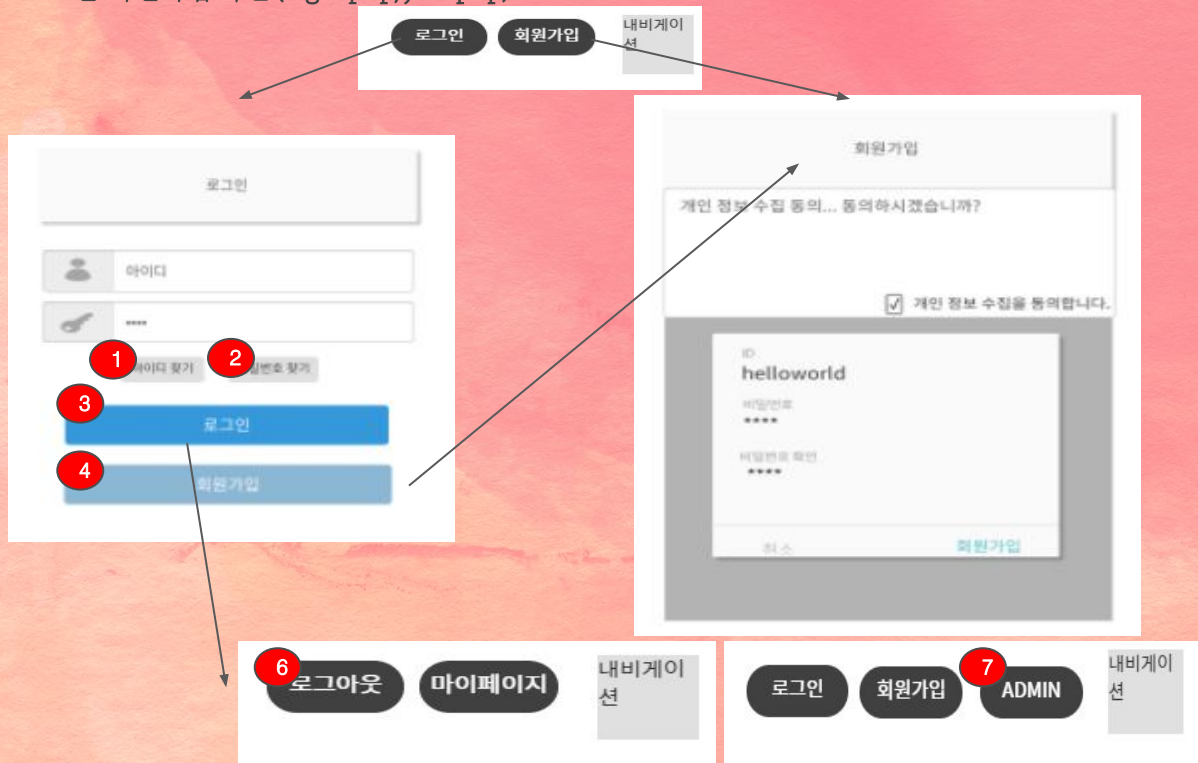 로그인
회원가입
내비게이
션
로그인
아이디
****
1
아이디 찾기
2
비밀번호 찾기
3
로그인
4
회원가입
회원가입
개인 정보 수집 동의... 동의하시겠습니까?
개인 정보 수집을 동의합니다.
ID
helloworld
비밀번호
****
비밀번호 확인
****
취소
회원가입
6
로그아웃
마이페이지
내비게이
션
로그인
회원가입
7
ADMIN
내비게이
션